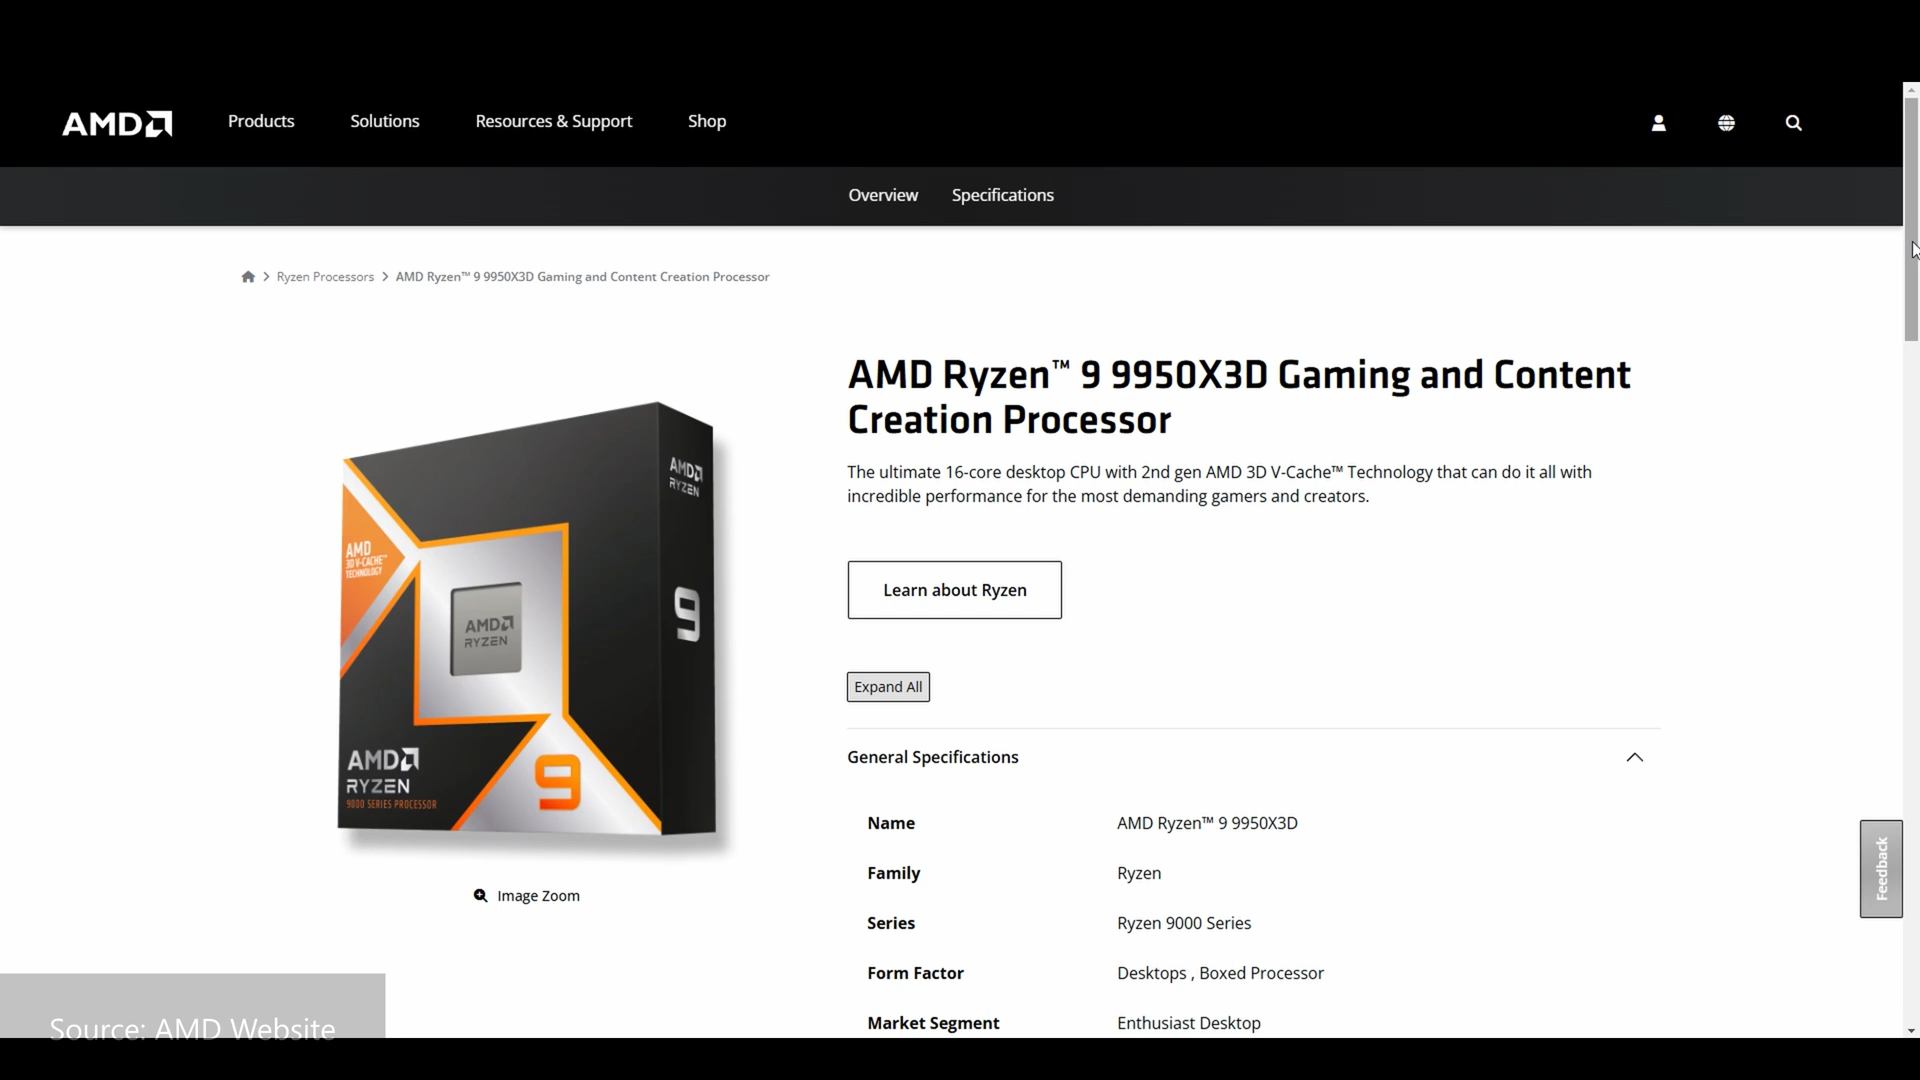 AMD
Products
Solutions
Resources & Support
Shop
Overview
Specifications
Ryzen Processors
AMD Ryzen™ 9 9950X3D Gaming and Content Creation Processor
AMD
RYZEN
AMD
3D V-CACHE™
TECHNOLOGY
9
AMD
RYZEN
AMD
RYZEN
9000 SERIES PROCESSOR
9
Image Zoom
AMD Ryzen™ 9 9950X3D Gaming and Content
Creation Processor
The ultimate 16-core desktop CPU with 2nd gen AMD 3D V-Cache™ Technology that can do it all with
incredible performance for the most demanding gamers and creators.
Learn about Ryzen
Expand All
General Specifications
Name AMD Ryzen™ 9 9950X3D
Family Ryzen
Series Ryzen 9000 Series
Form Factor Desktops , Boxed Processor
Market Segment Enthusiast Desktop
Feedback
Source: AMD Website